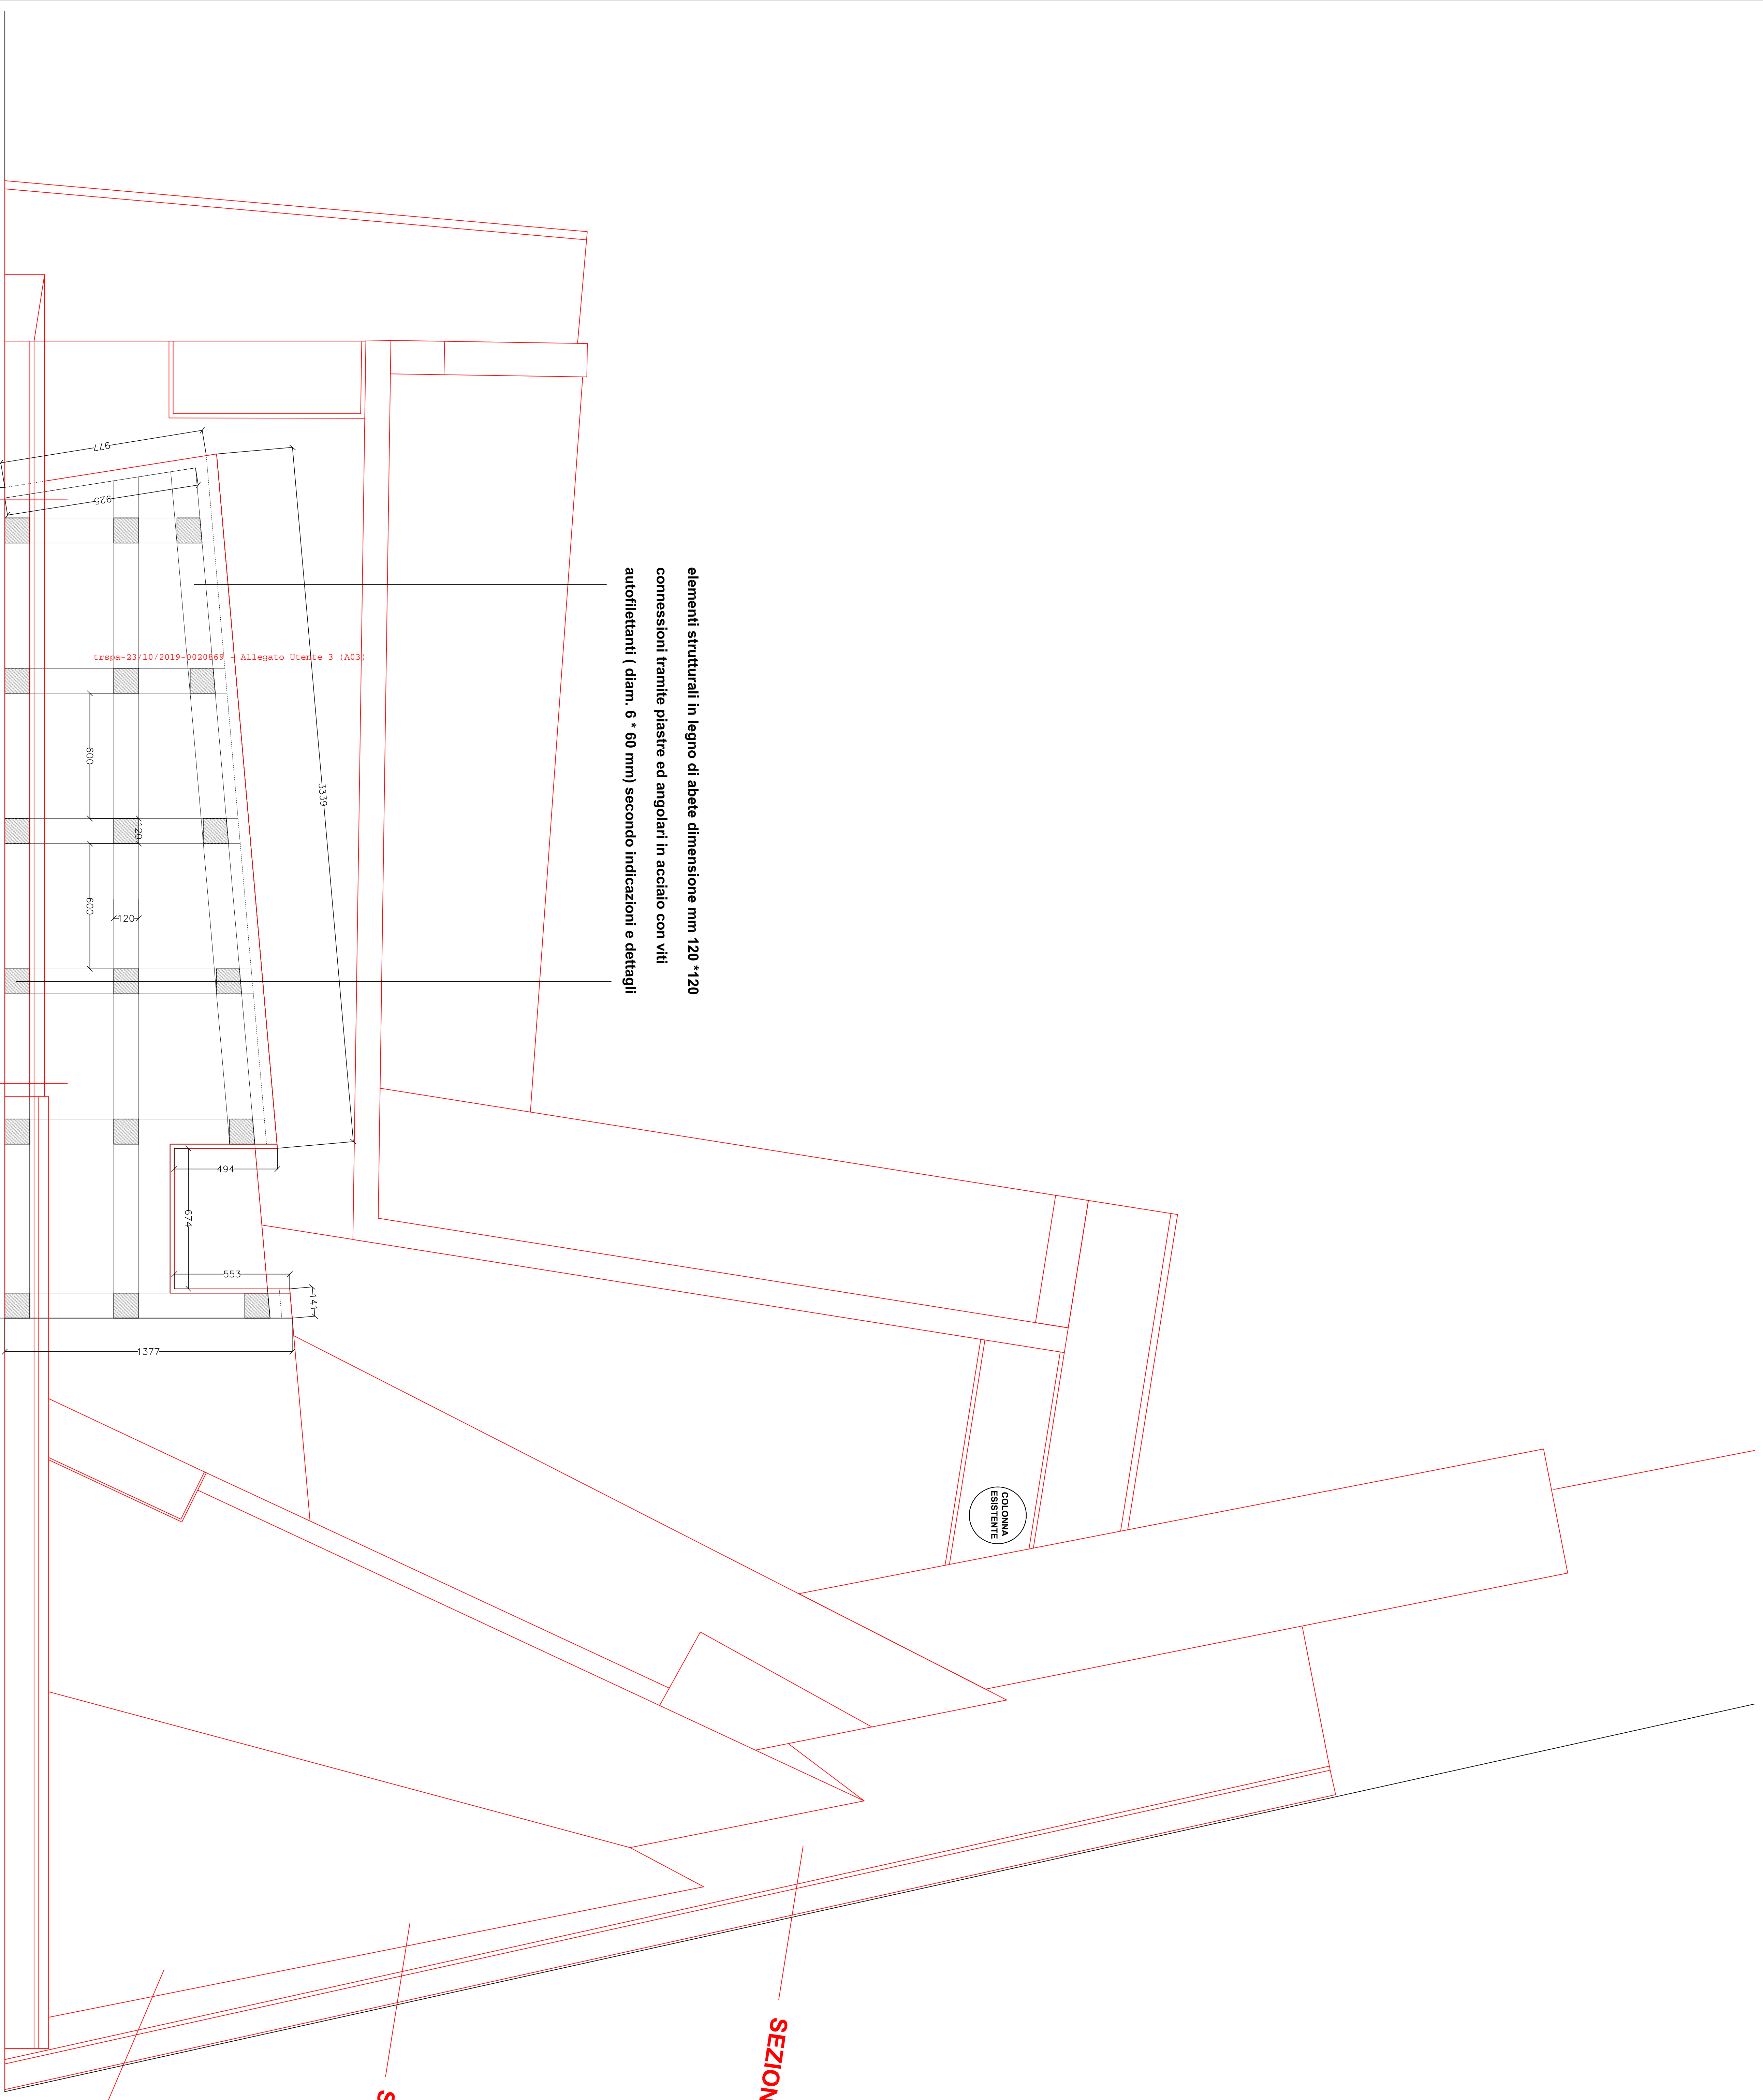 elementi strutturali in legno di abete dimensione mm 120 *120
connessioni tramite piastre ed angolari in acciaio con viti
autofilettanti ( diam. 6 * 60 mm) secondo indicazioni e dettagli
977
925
trspa-23/10/2019-0020869 - Allegato Utente 3 (A03)
600
3339
120
600
120
494
674
553
141
1377
COLONNA
ESISTENTE
SEZION
S